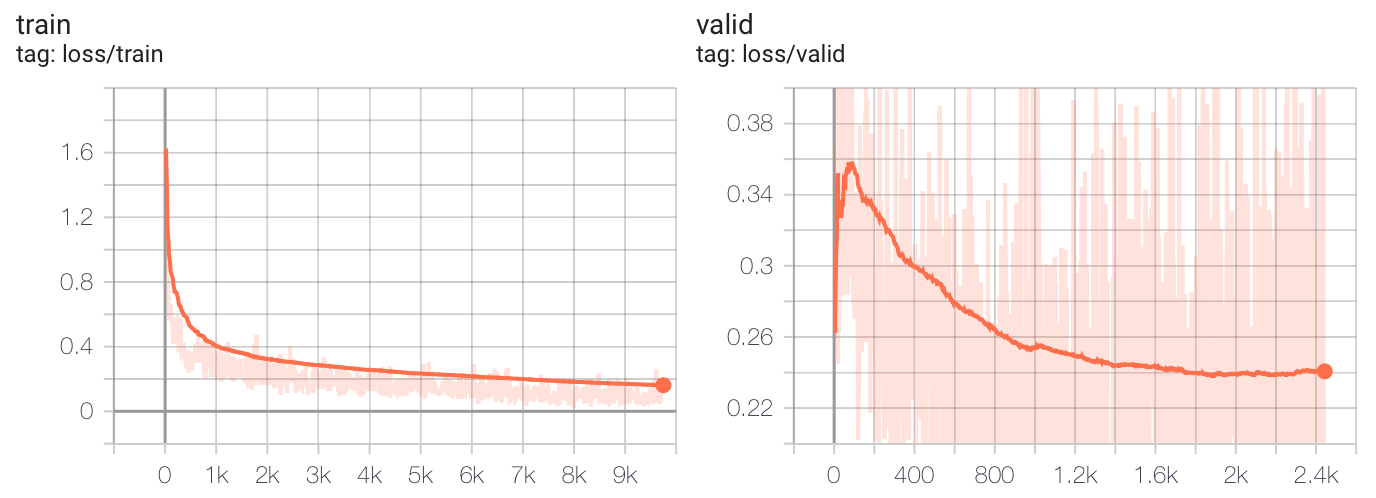 train
tag: loss/train
1.6
1.2
0.8
0.4
0
0 1k 2k 3k 4k 5k 6k 7k 8k 9k
valid
tag: loss/valid
0.38
0.34
0.3
0.26
0.22
0 400 800 1.2k 1.6k 2k 2.4k